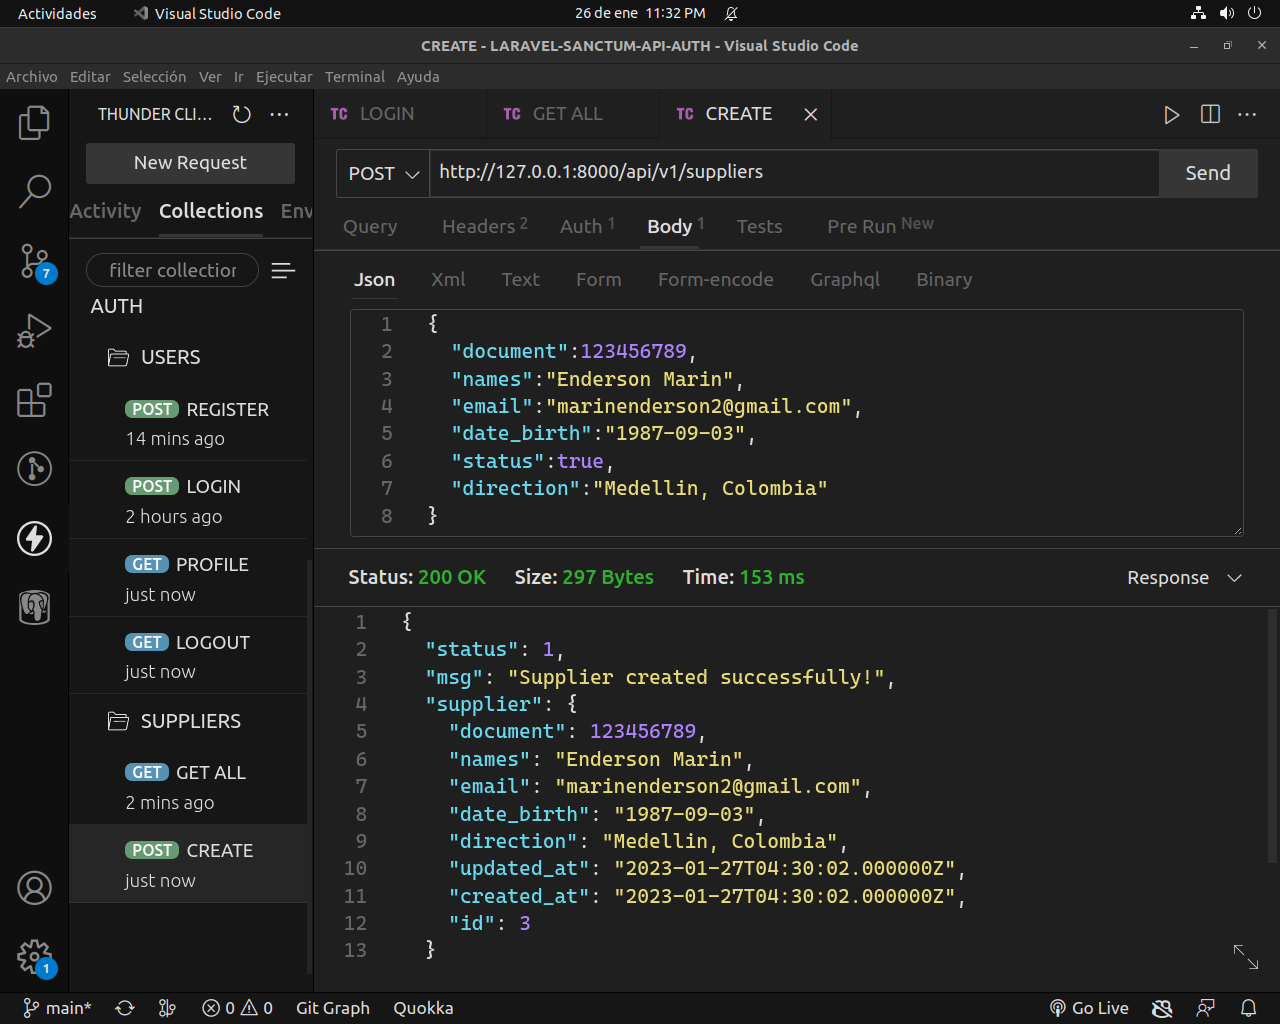 Actividades Visual Studio Code 26 de ene 11:32 PM
CREATE - LARAVEL-SANCTUM-API-AUTH - Visual Studio Code
Archivo Editar Selección Ver Ir Ejecutar Terminal Ayuda
THUNDER CLI...
TC LOGIN TC GET ALL TC CREATE
New Request
Activity Collections Env
filter collection
AUTH
USERS
POST REGISTER
14 mins ago
POST LOGIN
2 hours ago
GET PROFILE
just now
GET LOGOUT
just now
SUPPLIERS
GET GET ALL
2 mins ago
POST CREATE
just now
7
1
POST http://127.0.0.1:8000/api/v1/suppliers Send
Query Headers 2 Auth 1 Body 1 Tests Pre Run New
Json Xml Text Form Form-encode Graphql Binary
1 {
2 "document":123456789,
3 "names":"Enderson Marin",
4 "email":"marinenderson2@gmail.com",
5 "date_birth":"1987-09-03",
6 "status":true,
7 "direction":"Medellin, Colombia"
8 }
Status: 200 OK Size: 297 Bytes Time: 153 ms Response
1 {
2 "status": 1,
3 "msg": "Supplier created successfully!",
4 "supplier": {
5 "document": 123456789,
6 "names": "Enderson Marin",
7 "email": "marinenderson2@gmail.com",
8 "date_birth": "1987-09-03",
9 "direction": "Medellin, Colombia",
10 "updated_at": "2023-01-27T04:30:02.000000Z",
11 "created_at": "2023-01-27T04:30:02.000000Z",
12 "id": 3
13 }
main* 0 0 Git Graph Quokka Go Live